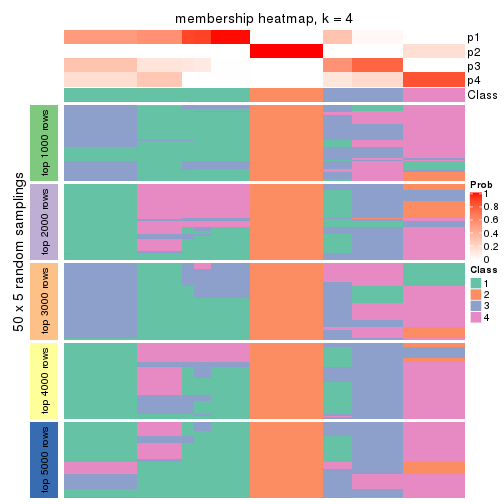 membership heatmap, k = 4
p1
p2
p3
p4
Class
50 x 5 random samplings
top 1000 rows
top 2000 rows
top 3000 rows
top 4000 rows
top 5000 rows
Prob
1
0.8
0.6
0.4
0.2
0
Class
1
2
3
4